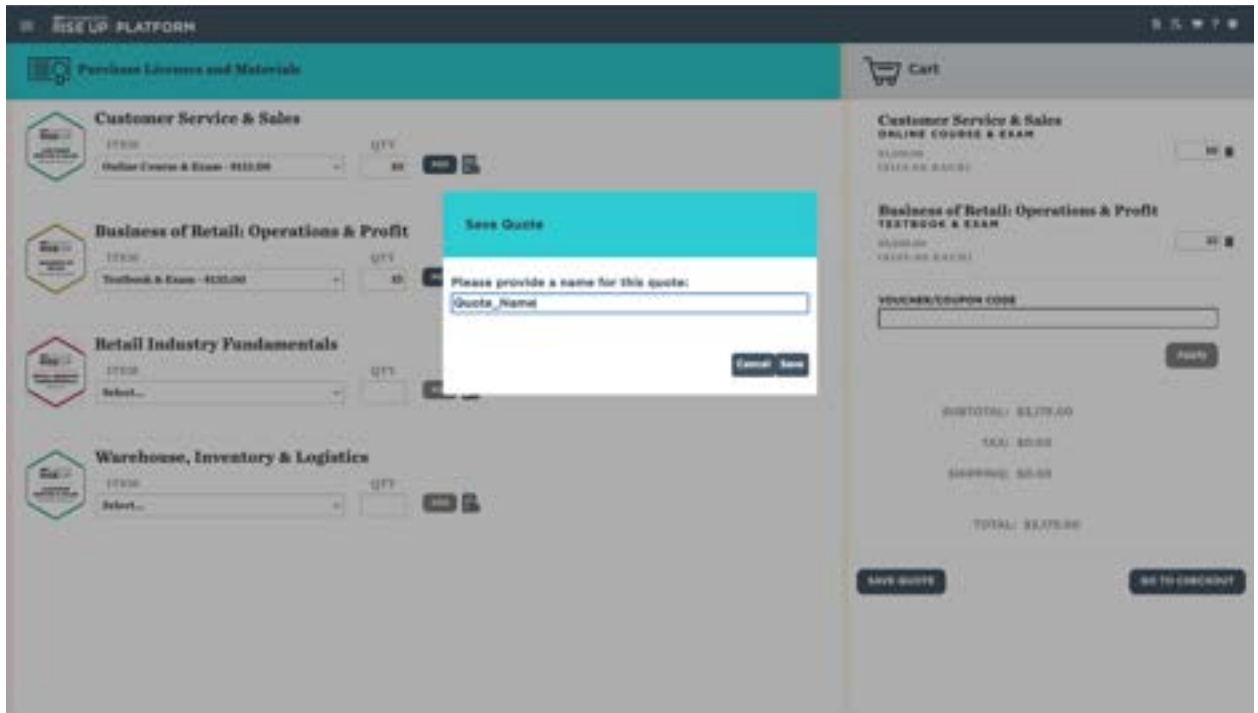 RISE UP PLATFORM
Purchase Licenses and Materials
Cart
Customer Service & Sales
ITEM QTY
Online Course & Exam
Business of Retail: Operations & Profit
ITEM QTY
Textbook & Exam
Retail Industry Fundamentals
ITEM QTY
Select...
Warehouse, Inventory & Logistics
ITEM QTY
Select...
Save Quote
Please provide a name for this quote:
Quote_Name
Cancel Save
Customer Service & Sales
ONLINE COURSE & EXAM
Business of Retail: Operations & Profit
TEXTBOOK & EXAM
VOUCHER/COUPON CODE
Apply
SUBTOTAL:
TAX: $0.00
SHIPPING: $0.00
TOTAL:
SAVE QUOTE GO TO CHECKOUT